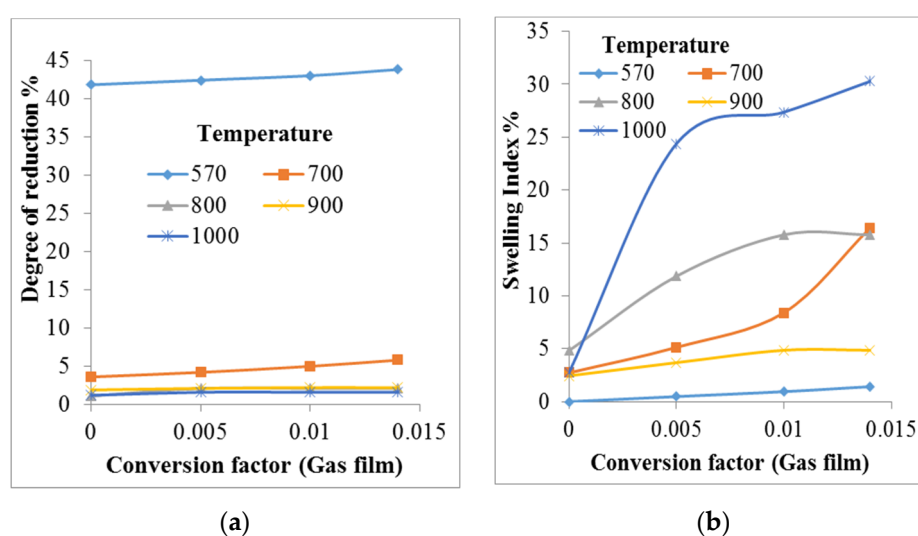 Degree of reduction %
45
40
35
30
25
20
15
10
5
0
Temperature
570 700
800 900
1000
0 0.005 0.01 0.015
Conversion factor (Gas film)
(a)
Swelling Index %
35
30
25
20
15
10
5
0
Temperature
570 700
800 900
1000
0 0.005 0.01 0.015
Conversion factor (Gas film)
(b)